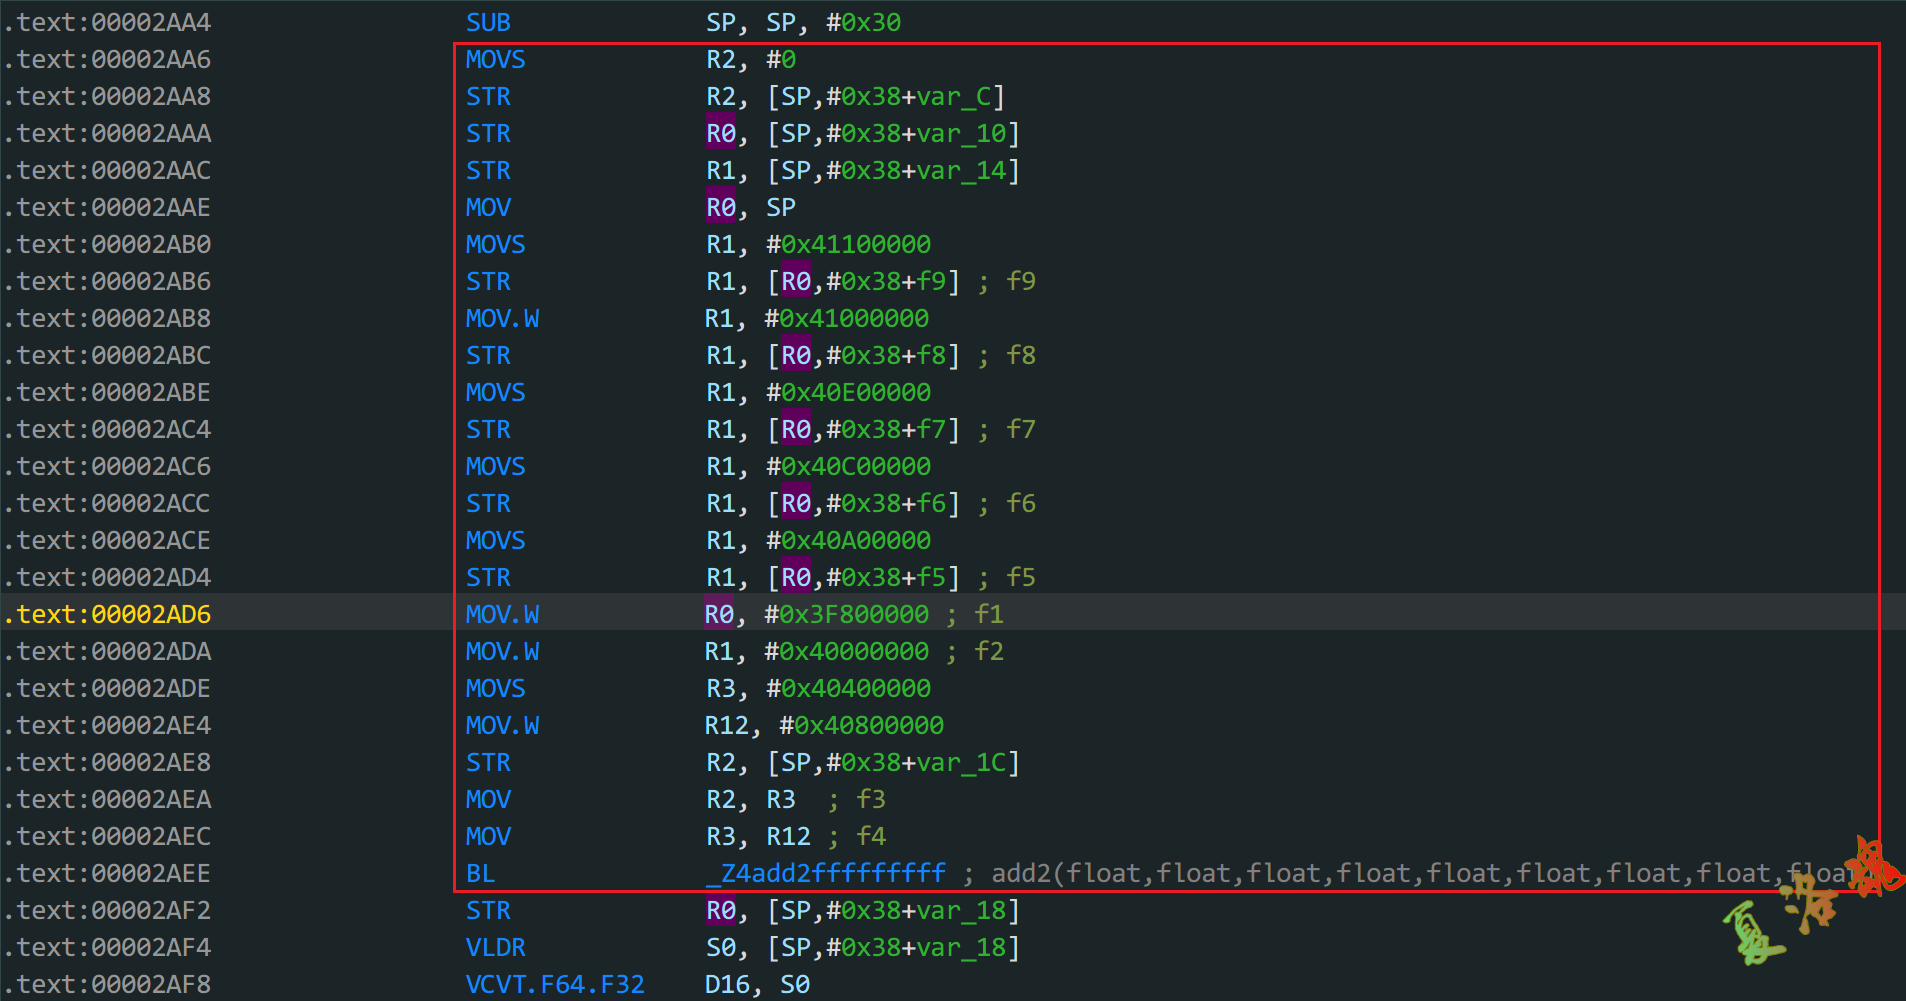 .text:00002AA4 SUB SP, SP, #0x30
.text:00002AA6 MOVS R2, #0
.text:00002AA8 STR R2, [SP,#0x38+var_C]
.text:00002AAA STR R0, [SP,#0x38+var_10]
.text:00002AAC STR R1, [SP,#0x38+var_14]
.text:00002AAE MOV R0, SP
.text:00002AB0 MOVS R1, #0x41100000
.text:00002AB6 STR R1, [R0,#0x38+f9] ; f9
.text:00002AB8 MOV.W R1, #0x41000000
.text:00002ABC STR R1, [R0,#0x38+f8] ; f8
.text:00002ABE MOVS R1, #0x40E00000
.text:00002AC4 STR R1, [R0,#0x38+f7] ; f7
.text:00002AC6 MOVS R1, #0x40C00000
.text:00002ACC STR R1, [R0,#0x38+f6] ; f6
.text:00002ACE MOVS R1, #0x40A00000
.text:00002AD4 STR R1, [R0,#0x38+f5] ; f5
.text:00002AD6 MOV.W R0, #0x3F800000 ; f1
.text:00002ADA MOV.W R1, #0x40000000 ; f2
.text:00002ADE MOVS R3, #0x40400000
.text:00002AE4 MOV.W R12, #0x40800000
.text:00002AE8 STR R2, [SP,#0x38+var_1C]
.text:00002AEA MOV R2, R3 ; f3
.text:00002AEC MOV R3, R12 ; f4
.text:00002AEE BL _Z4add2fffffffff ; add2(float,float,float,float,float,float,float,float,float
.text:00002AF2 STR R0, [SP,#0x38+var_18]
.text:00002AF4 VLDR S0, [SP,#0x38+var_18]
.text:00002AF8 VCVT.F64.F32 D16, S0